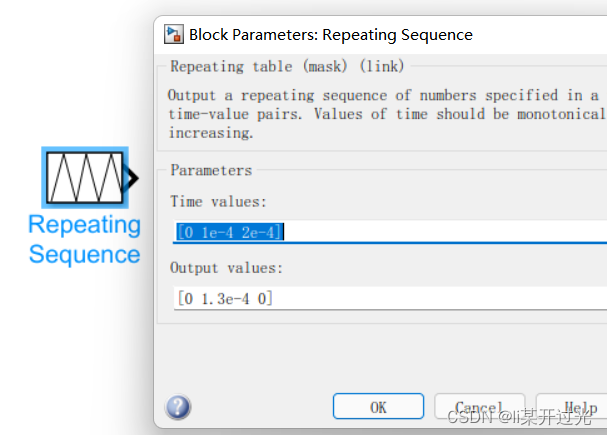 Block Parameters: Repeating Sequence
Repeating table (mask) (link)
Output a repeating sequence of numbers specified in a
time-value pairs. Values of time should be monotonical
increasing.
Parameters
Time values:
[0 1e-4 2e-4]
Output values:
[0 1.3e-4 0]
Repeating
Sequence
OK
Cancel
Help
CSDN @li某开过光